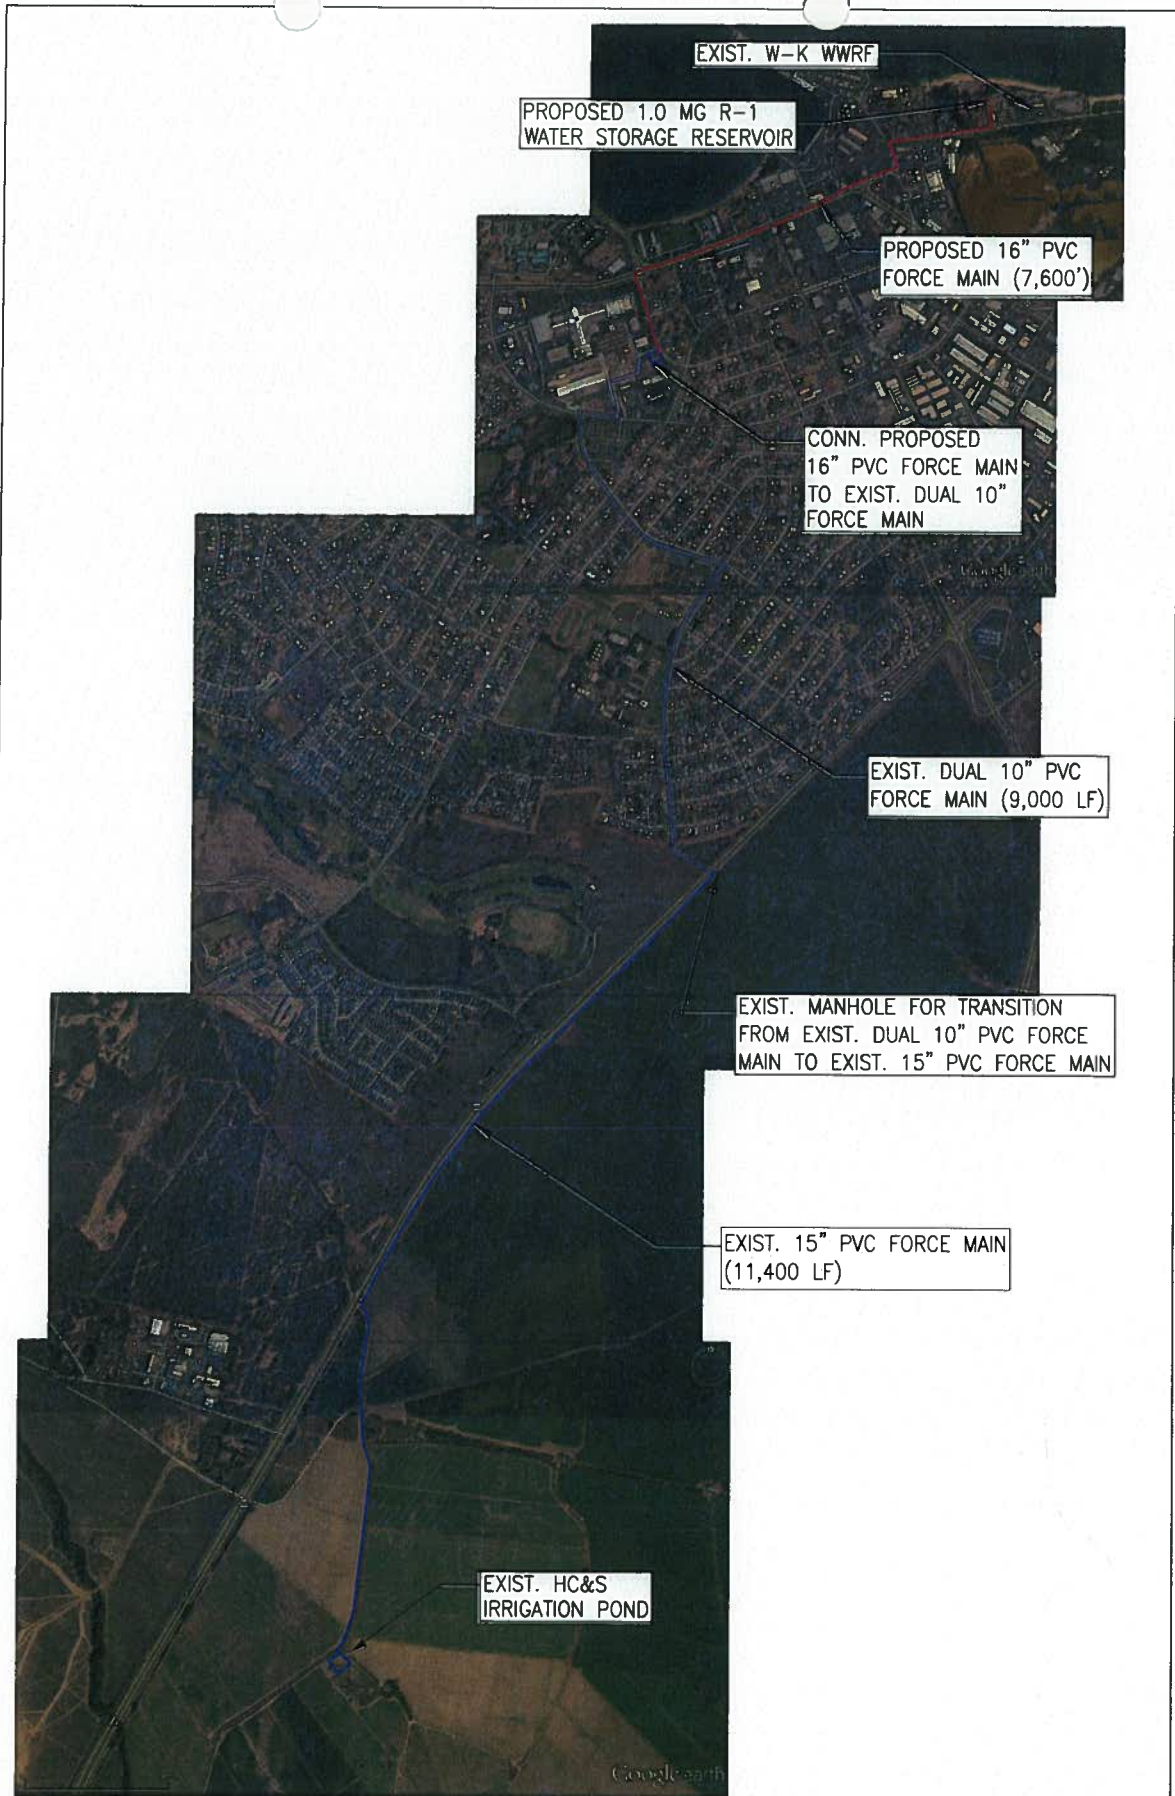 EXIST. W-K WWRF
PROPOSED 1.0 MG R-1
WATER STORAGE RESERVOIR
PROPOSED 16" PVC
FORCE MAIN (7,600')
CONN. PROPOSED
16" PVC FORCE MAIN
TO EXIST. DUAL 10"
FORCE MAIN
Google earth
EXIST. DUAL 10" PVC
FORCE MAIN (9,000 LF)
EXIST. MANHOLE FOR TRANSITION
FROM EXIST. DUAL 10" PVC FORCE
MAIN TO EXIST. 15" PVC FORCE MAIN
EXIST. 15" PVC FORCE MAIN
(11,400 LF)
EXIST. HC&S
IRRIGATION POND
Google earth